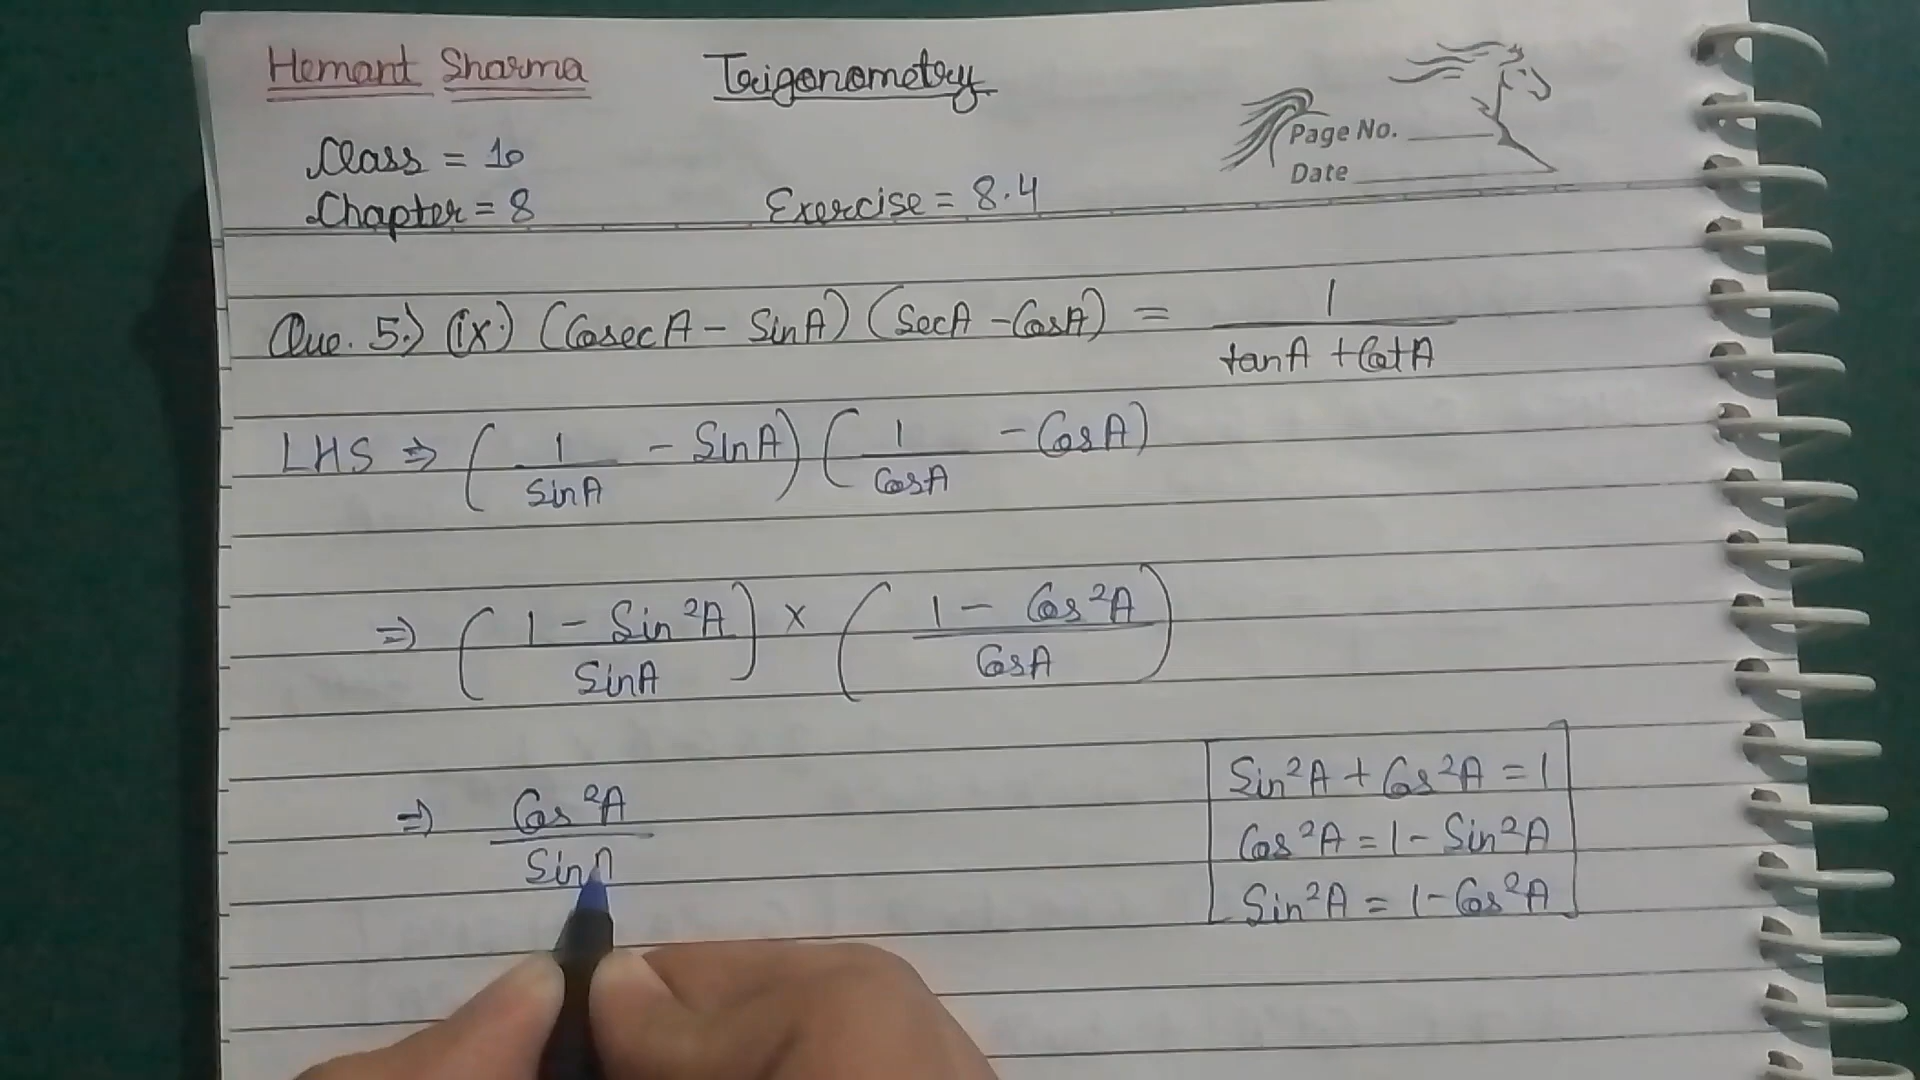 Hemant Sharma Trigonometry
Class = 10
Page No.
Date
Chapter = 8 Exercise = 8.4
Que. 5.) (ix.) (CosecA - SinA) (SecA - CosA) = 1/(tanA + CotA)
LHS ⇒ (1/SinA - SinA) (1/CosA - CosA)
⇒ ((1 - Sin²A)/SinA) × ((1 - Cos²A)/CosA)
⇒ Cos²A/SinA
Sin²A + Cos²A = 1
Cos²A = 1 - Sin²A
Sin²A = 1 - Cos²A